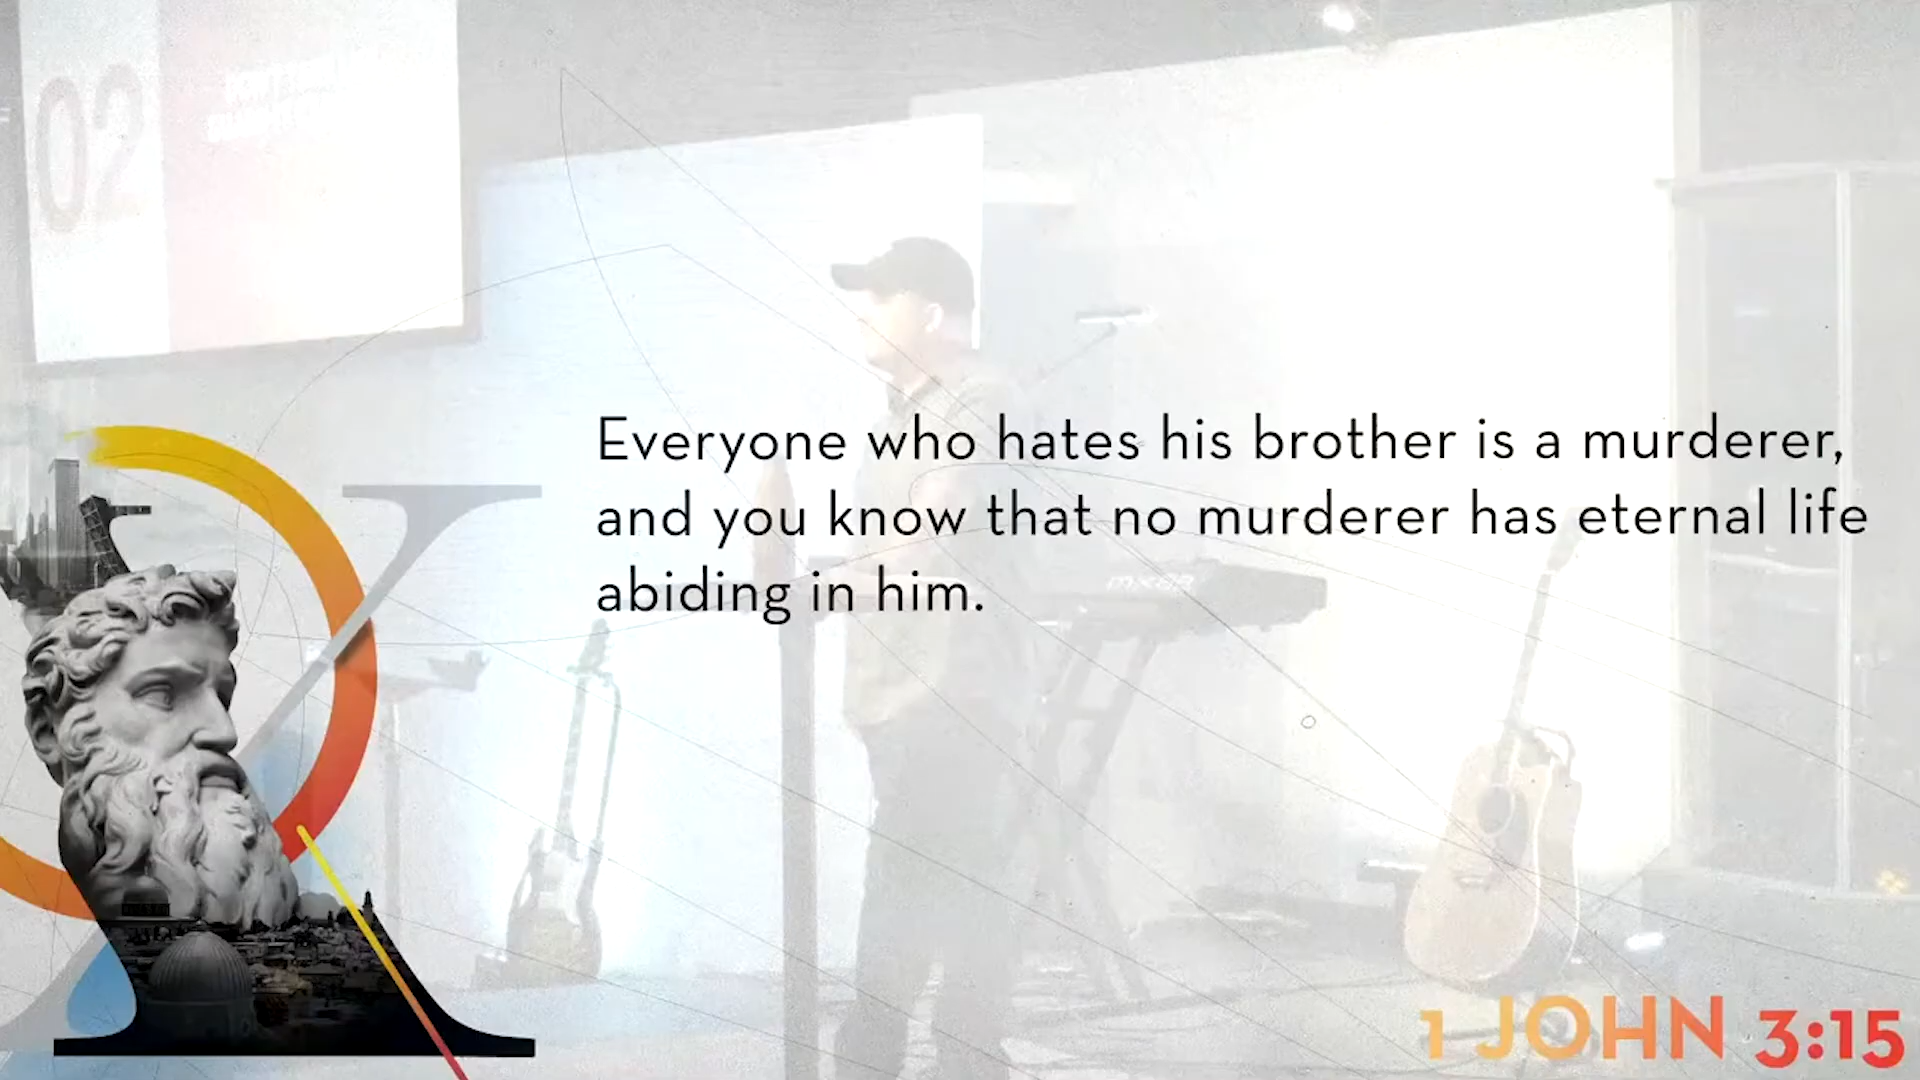 02
Everyone who hates his brother is a murderer,
and you know that no murderer has eternal life
abiding in him.
1 JOHN 3:15